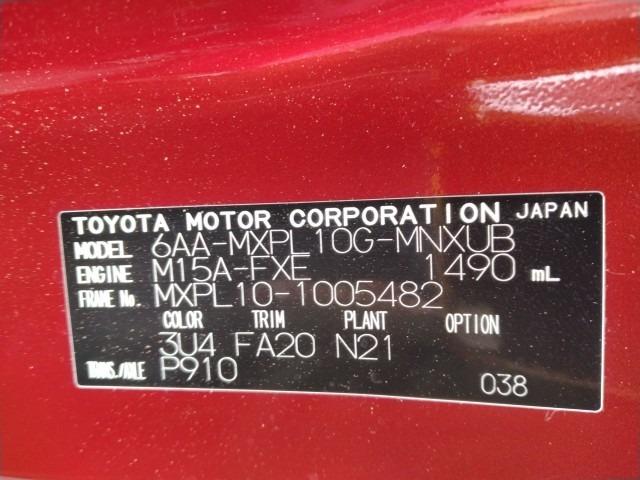 TOYOTA MOTOR CORPORATION JAPAN
MODEL 6AA-MXPL10G-MNXUB
ENGINE M15A-FXE 1490 mL
FRAME No. MXPL10-1005482
COLOR TRIM PLANT OPTION
3U4 FA20 N21
TRANS./AXLE P910 038